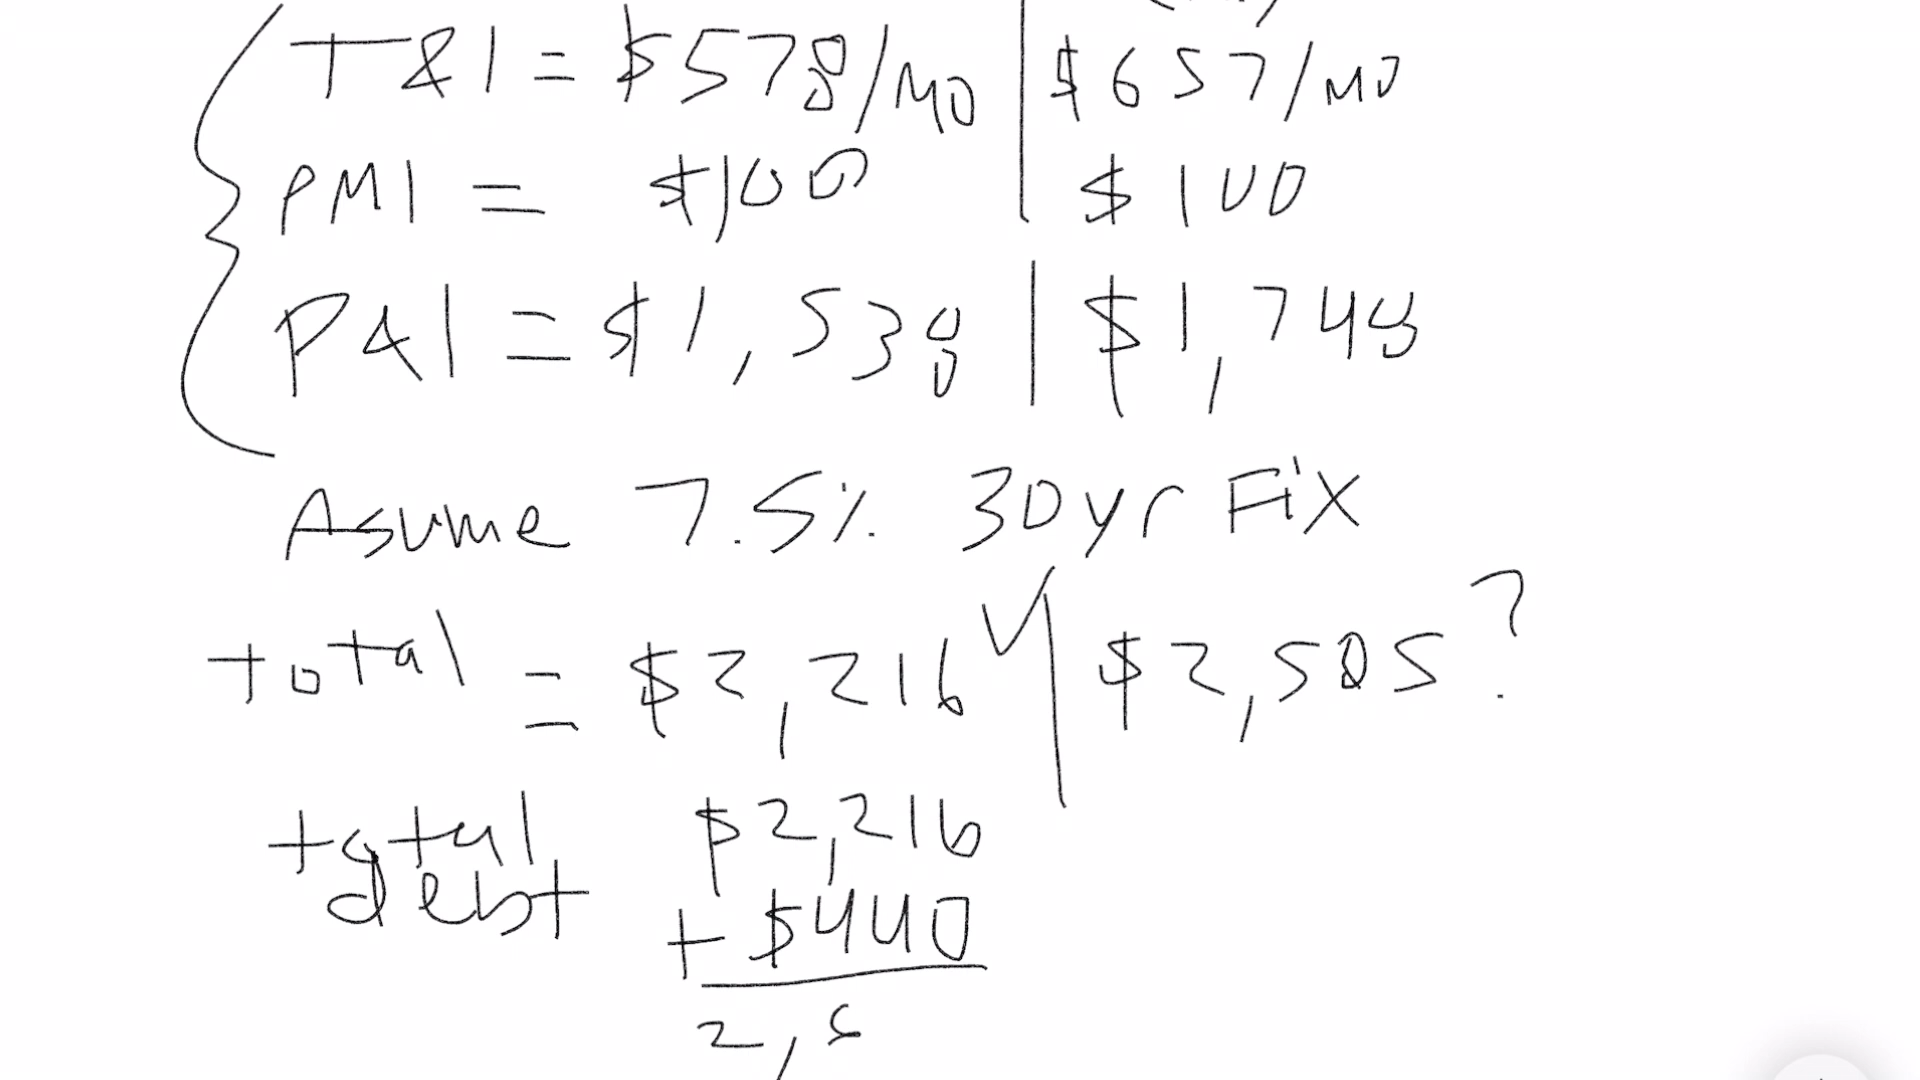 T&I = $578/MO | $657/MO
PMI = $100 $100
P&I = $1,538 | $1,748
Asume 7.5% 30yr Fix
total = $2,216 | $2,505?
total $2,216
debt + $440
2,